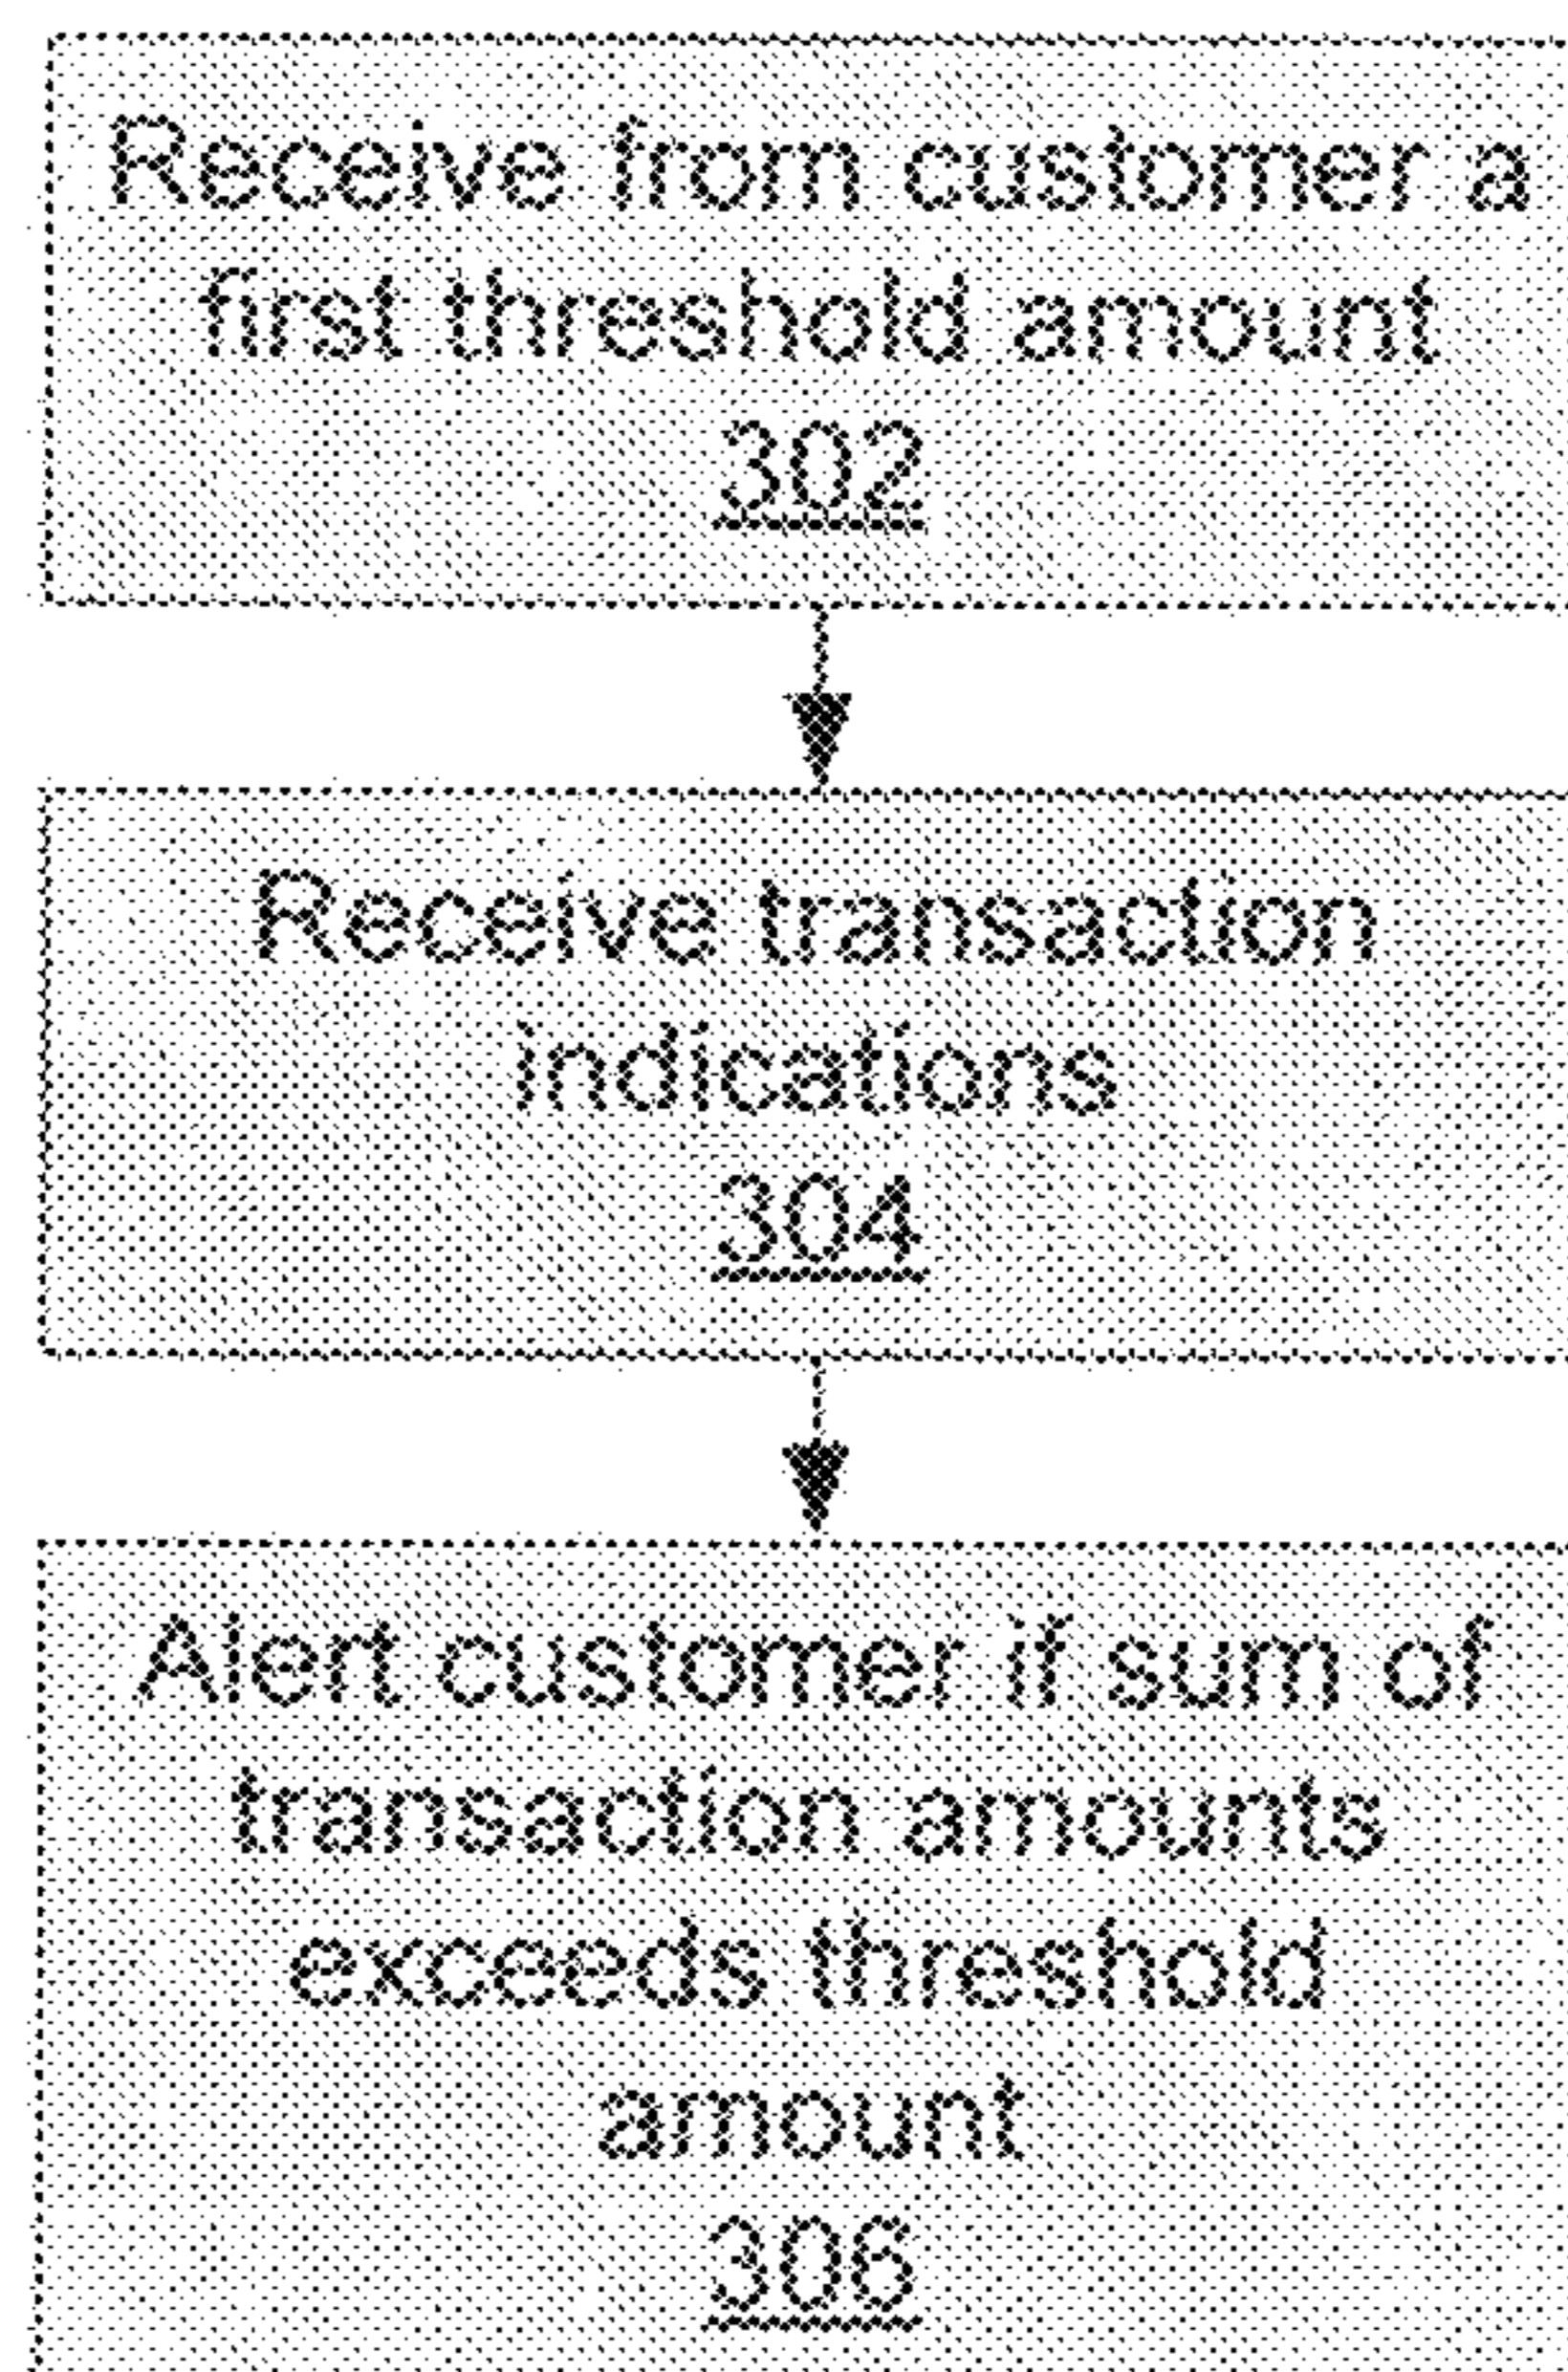 Receive from customer a
first threshold amount
302
Receive transaction
indications
304
Alert customer if sum of
transaction amounts
exceeds threshold
amount
306